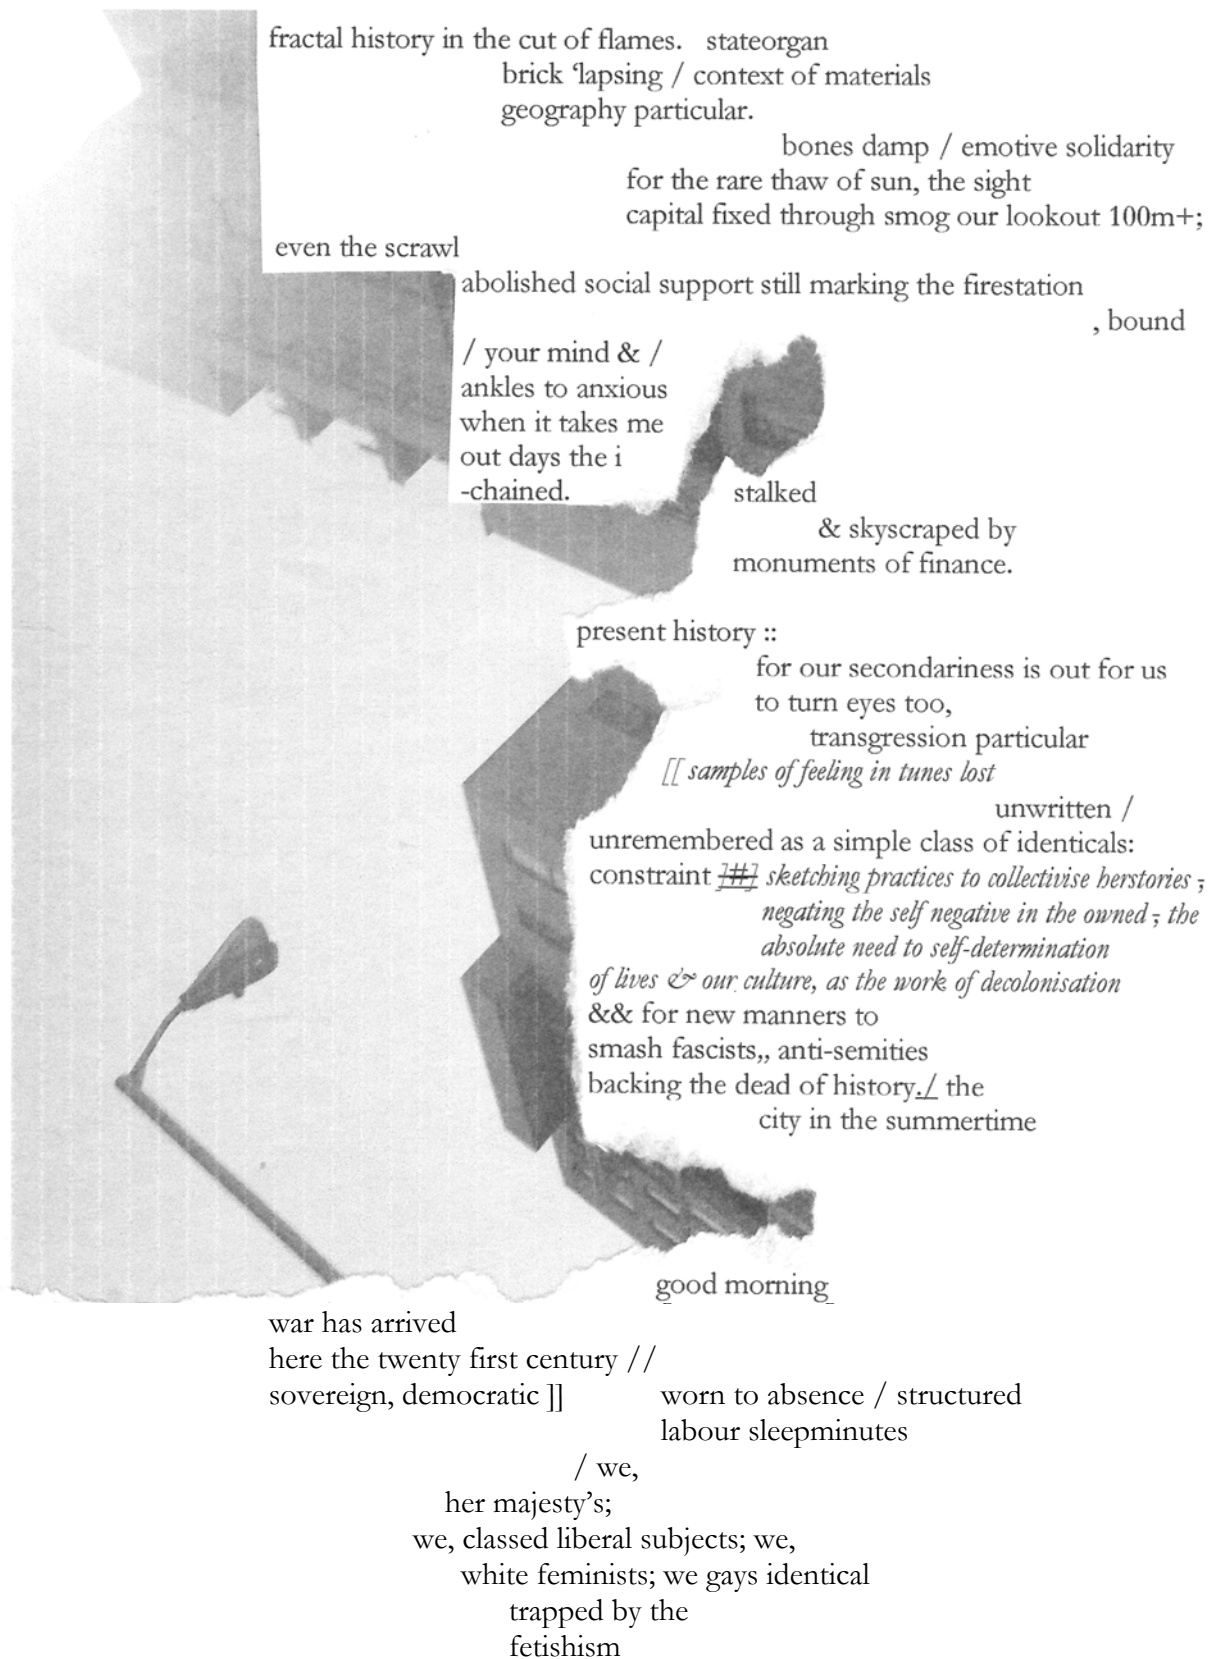 fractal history in the cut of flames.   stateorgan
brick ‘lapsing / context of materials
geography particular.
bones damp / emotive solidarity
for the rare thaw of sun, the sight
capital fixed through smog our lookout 100m+;
even the scrawl
abolished social support still marking the firestation
, bound
/ your mind & /
ankles to anxious
when it takes me
out days the i
-chained.
stalked
& skyscraped by
monuments of finance.
present history ::
for our secondariness is out for us
to turn eyes too,
transgression particular
[[ samples of feeling in tunes lost
unwritten /
unremembered as a simple class of identicals:
constraint ]#] sketching practices to collectivise herstories ;
negating the self negative in the owned ; the
absolute need to self-determination
of lives & our culture, as the work of decolonisation
&& for new manners to
smash fascists,, anti-semities
backing the dead of history./ the
city in the summertime
good morning
war has arrived
here the twenty first century //
sovereign, democratic ]]   worn to absence / structured
labour sleepminutes
/ we,
her majesty’s;
we, classed liberal subjects; we,
white feminists; we gays identical
trapped by the
fetishism